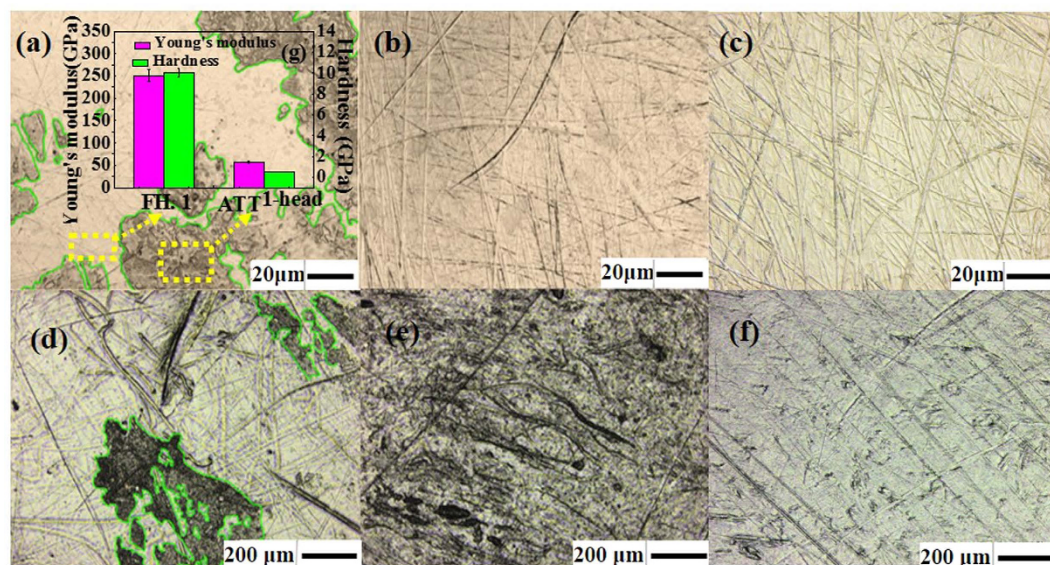 (a)
(b)
(c)
Young's modulus(GPa)
350
300
250
200
150
100
50
0
Young's modulus
Hardness
(g)
14
12
10
8
6
4
2
0
Hardness (GPa)
FH. 1
ATT 1-head
20μm
20μm
20μm
(d)
(e)
(f)
200 μm
200 μm
200 μm